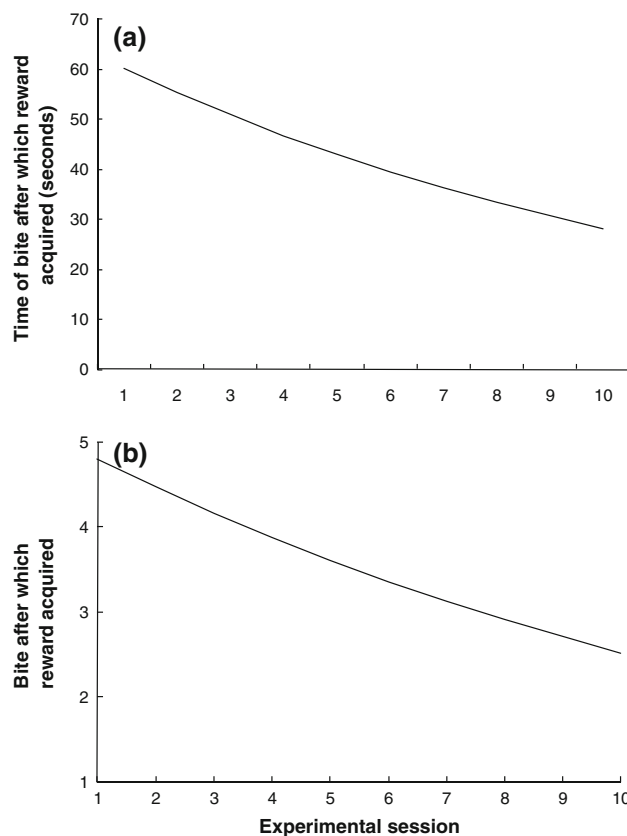 (a)
Time of bite after which reward
acquired (seconds)
70
60
50
40
30
20
10
0
1 2 3 4 5 6 7 8 9 10
(b)
Bite after which
reward acquired
5
4
3
2
1
1 2 3 4 5 6 7 8 9 10
Experimental session